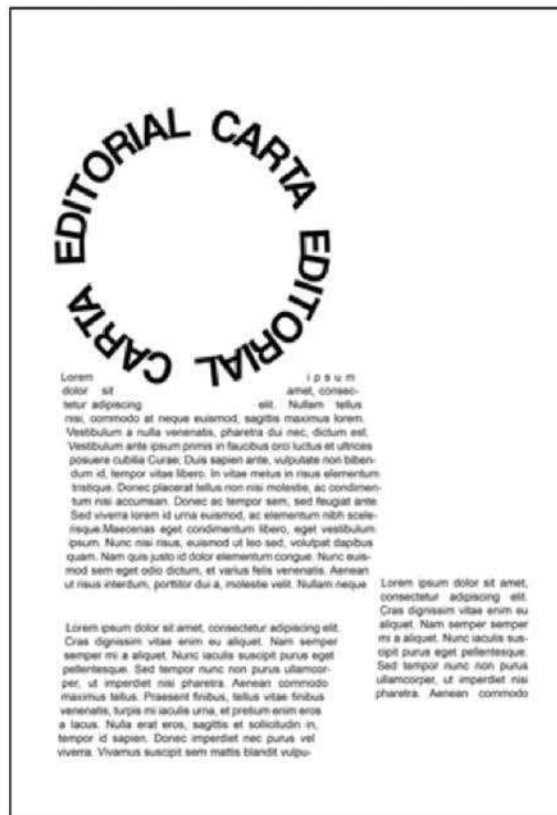 EDITORIAL CARTA EDITORIAL CARTA
Lorem ipsum
dolor sit amet, consec-
tetur adipiscing elit. Nullam tellus
nisi, commodo at neque euismod, sagittis maximus lorem.
Vestibulum a nulla venenatis, pharetra dui nec, dictum est.
Vestibulum ante ipsum primis in faucibus orci luctus et ultrices
posuere cubilia Curae; Duis sapien ante, vulputate non biben-
dum id, tempor vitae libero. In vitae metus in risus elementum
tristique. Donec placerat tellus non nisi molestie, ac condimen-
tum nisi accumsan. Donec ac tempor sem, sed feugiat ante.
Sed viverra lorem id urna euismod, ac elementum nibh scele-
risque.Maecenas eget condimentum libero, eget vestibulum
ipsum. Nunc nisi risus, euismod ut leo sed, volutpat dapibus
quam. Nam quis justo id dolor elementum congue. Nunc euis-
mod sem eget odio dictum, et varius felis venenatis. Aenean
ut risus interdum, porttitor dui a, molestie velit. Nullam neque
Lorem ipsum dolor sit amet, consectetur adipiscing elit.
Cras dignissim vitae enim eu aliquet. Nam semper
semper mi a aliquet. Nunc iaculis suscipit purus eget
pellentesque. Sed tempor nunc non purus ullamcor-
per, ut imperdiet nisi pharetra. Aenean commodo
maximus tellus. Praesent finibus, tellus vitae finibus
venenatis, turpis mi iaculis urna, et pretium enim eros
a lacus. Nulla erat eros, sagittis et sollicitudin in,
tempor id sapien. Donec imperdiet nec purus vel
viverra. Vivamus suscipit sem mattis blandit vulpu-
Lorem ipsum dolor sit amet,
consectetur adipiscing elit.
Cras dignissim vitae enim eu
aliquet. Nam semper semper
mi a aliquet. Nunc iaculis sus-
cipit purus eget pellentesque.
Sed tempor nunc non purus
ullamcorper, ut imperdiet nisi
pharetra. Aenean commodo